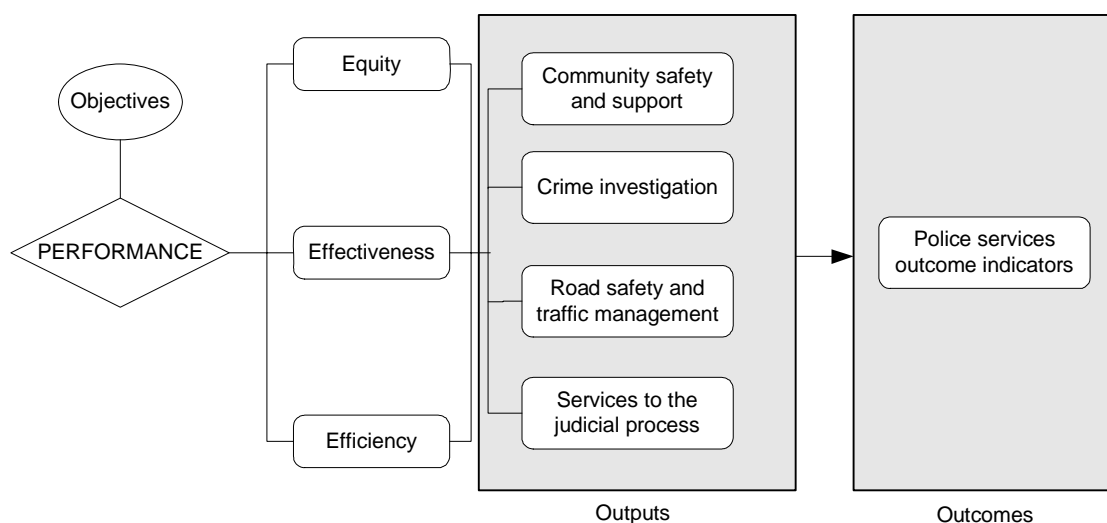 Objectives
PERFORMANCE
Equity
Effectiveness
Efficiency
Community safety
and support
Crime investigation
Road safety and
traffic management
Services to the
judicial process
Outputs
Police services
outcome indicators
Outcomes